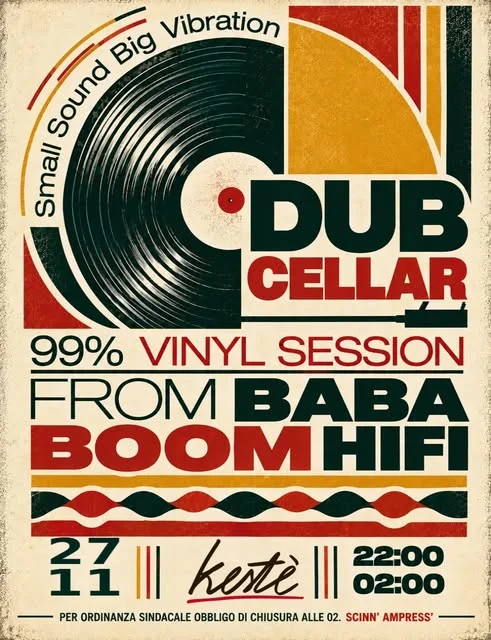 Small Sound Big Vibration
DUB
CELLAR
99% VINYL SESSION
FROM BABA
BOOM HIFI
27
11
kestè
22:00
02:00
PER ORDINANZA SINDACALE OBBLIGO DI CHIUSURA ALLE 02. SCINN' AMPRESS'